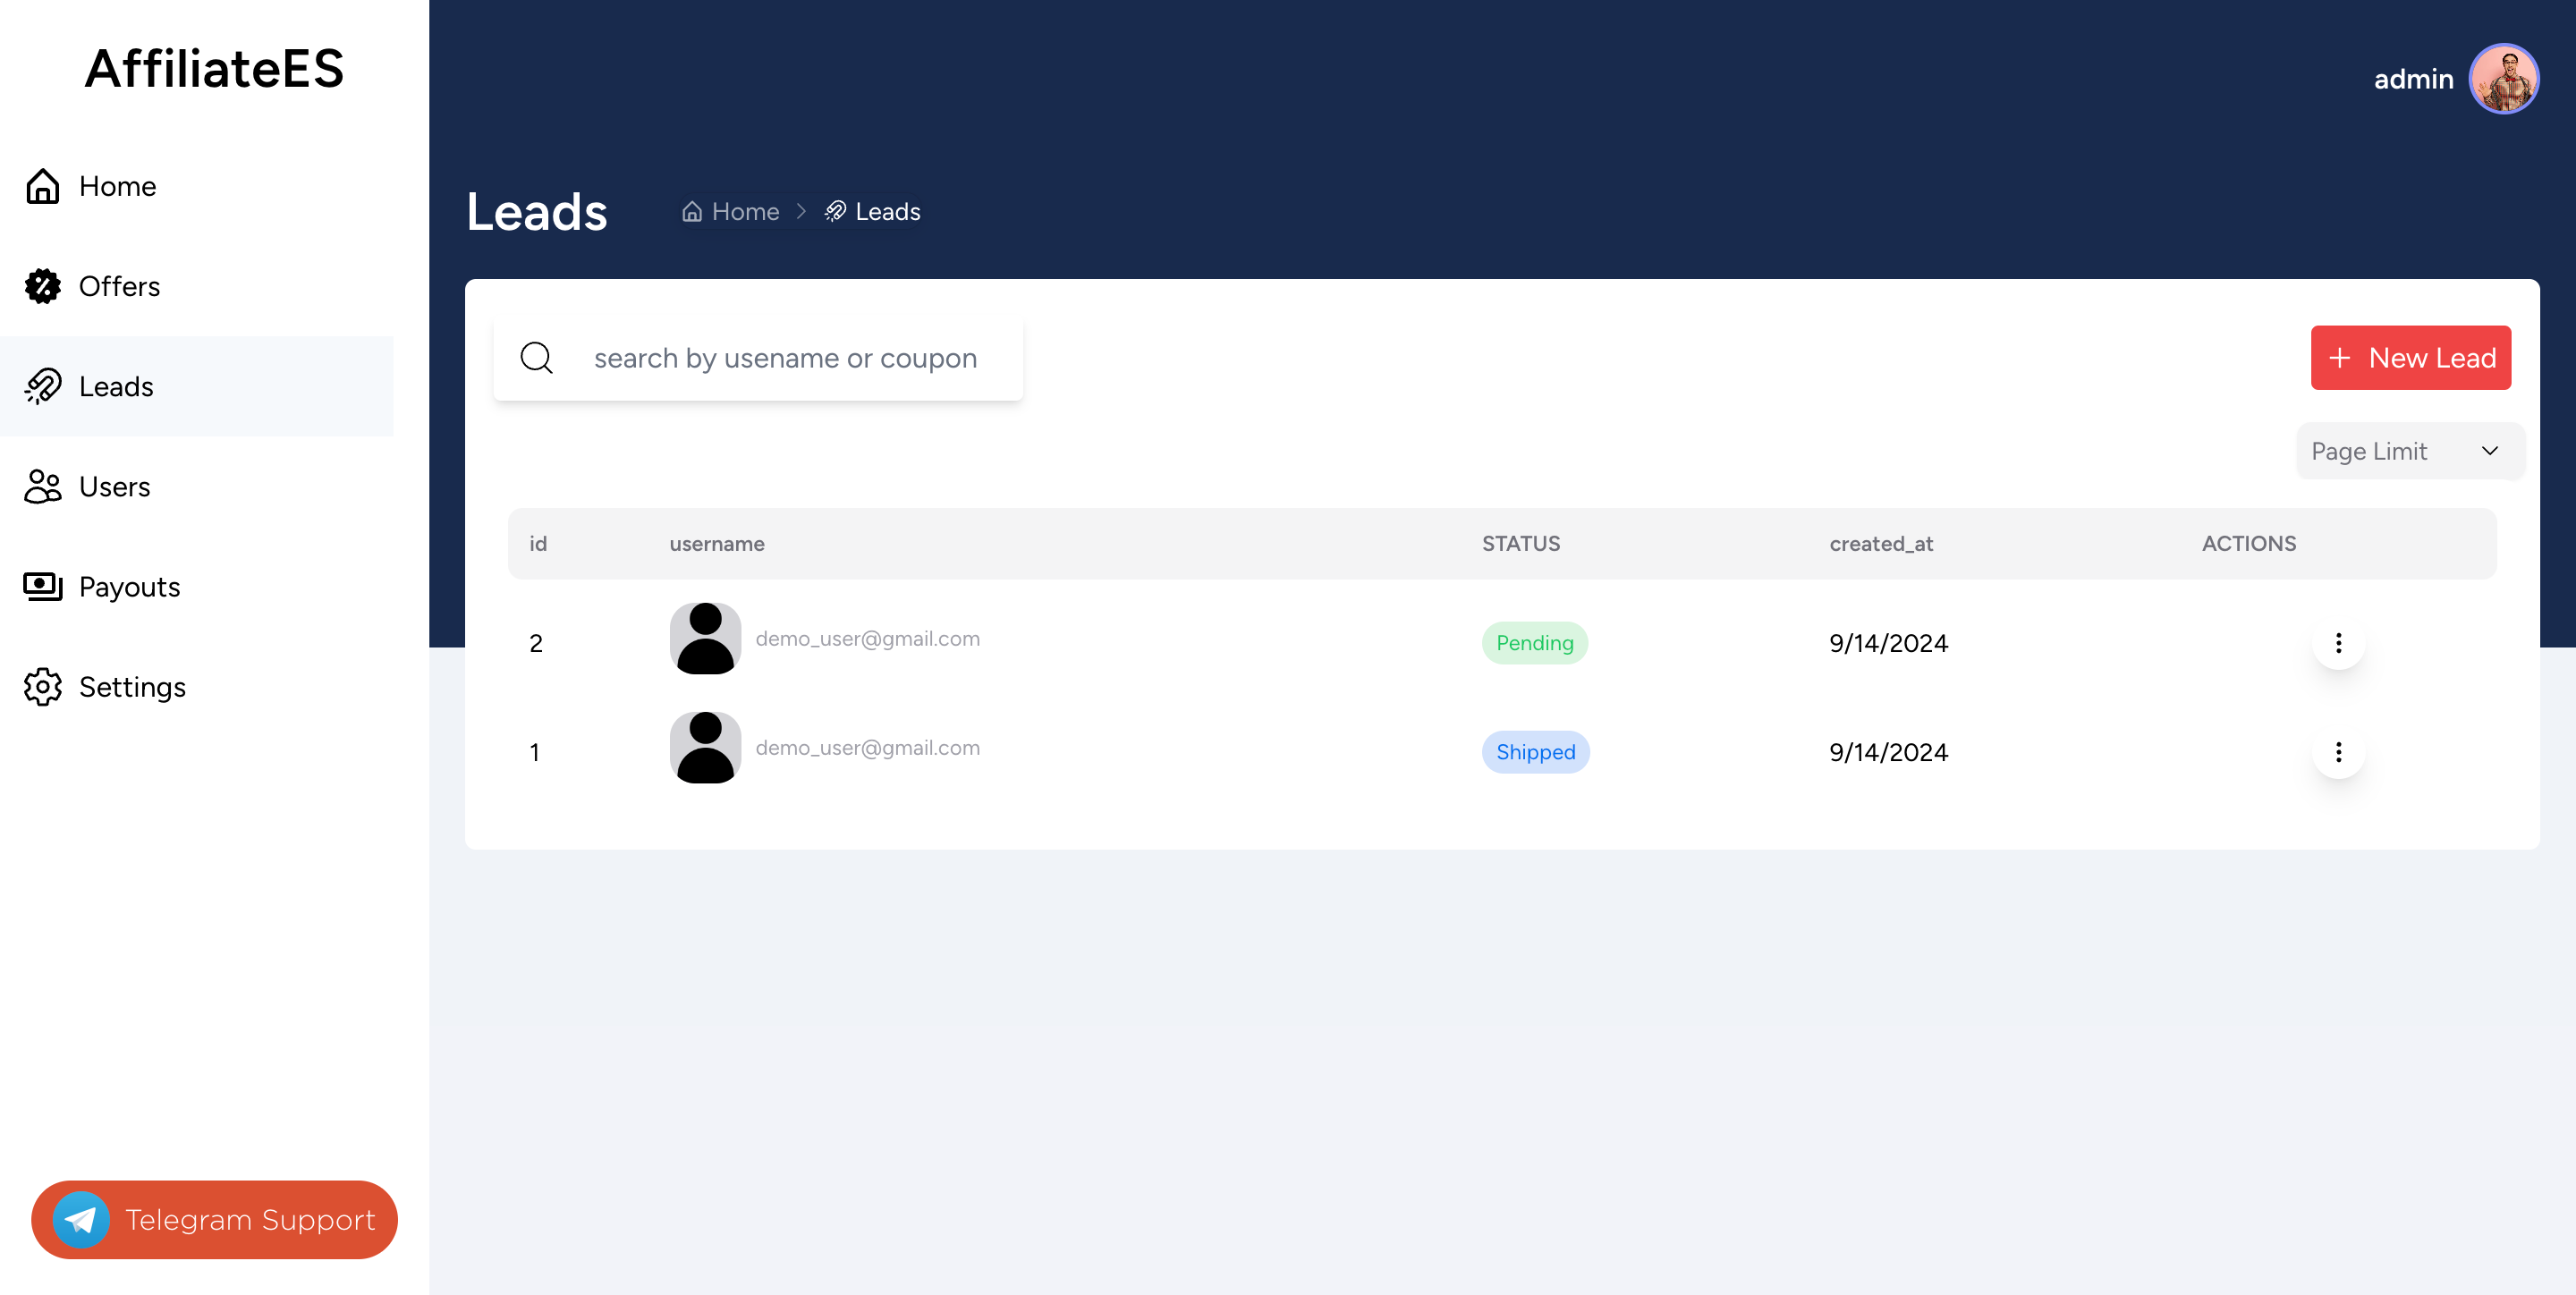 AffiliateES
Home
Offers
Leads
Users
Payouts
Settings
Telegram Support
admin
Leads
Home > Leads
search by usename or coupon
+ New Lead
Page Limit
id username STATUS created_at ACTIONS
2 demo_user@gmail.com Pending 9/14/2024
1 demo_user@gmail.com Shipped 9/14/2024